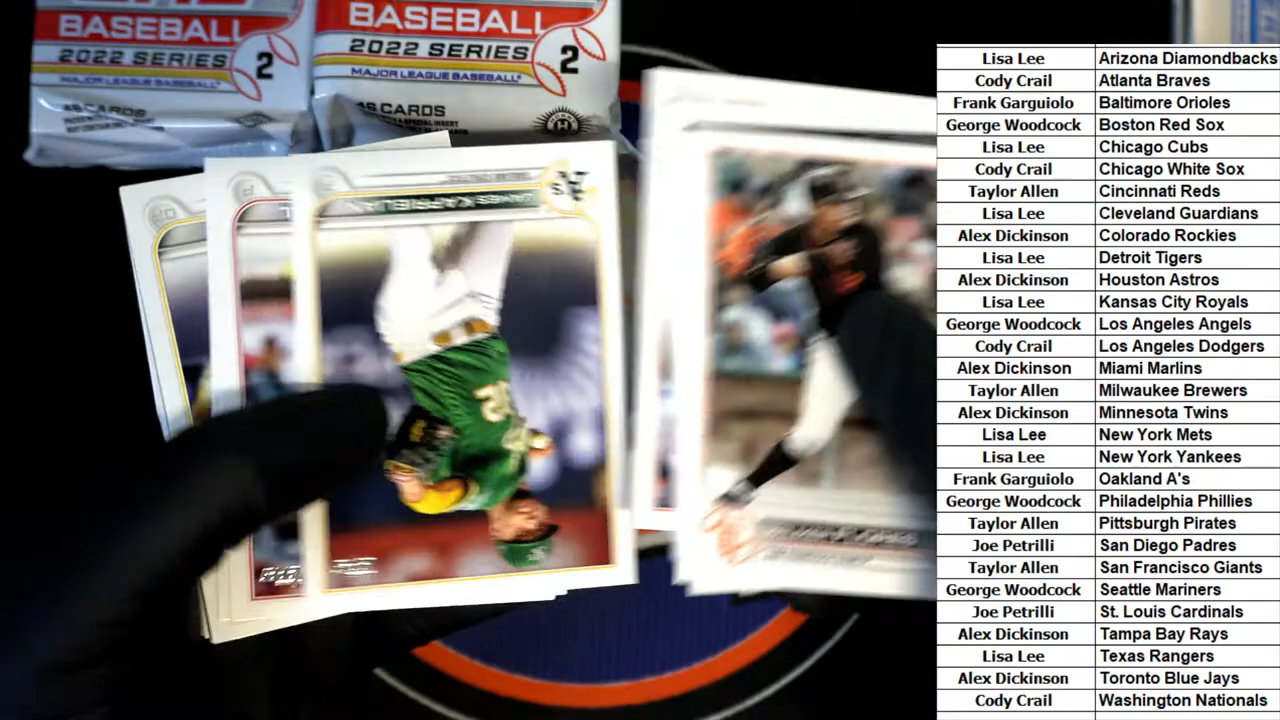 BASEBALL
2022 SERIES 2
MAJOR LEAGUE BASEBALL
BASEBALL
2022 SERIES 2
MAJOR LEAGUE BASEBALL
CARDS
JAMES KAPRIELIAN
Lisa Lee Arizona Diamondbacks
Cody Crail Atlanta Braves
Frank Garguiolo Baltimore Orioles
George Woodcock Boston Red Sox
Lisa Lee Chicago Cubs
Cody Crail Chicago White Sox
Taylor Allen Cincinnati Reds
Lisa Lee Cleveland Guardians
Alex Dickinson Colorado Rockies
Lisa Lee Detroit Tigers
Alex Dickinson Houston Astros
Lisa Lee Kansas City Royals
George Woodcock Los Angeles Angels
Cody Crail Los Angeles Dodgers
Alex Dickinson Miami Marlins
Taylor Allen Milwaukee Brewers
Alex Dickinson Minnesota Twins
Lisa Lee New York Mets
Lisa Lee New York Yankees
Frank Garguiolo Oakland A's
George Woodcock Philadelphia Phillies
Taylor Allen Pittsburgh Pirates
Joe Petrilli San Diego Padres
Taylor Allen San Francisco Giants
George Woodcock Seattle Mariners
Joe Petrilli St. Louis Cardinals
Alex Dickinson Tampa Bay Rays
Lisa Lee Texas Rangers
Alex Dickinson Toronto Blue Jays
Cody Crail Washington Nationals